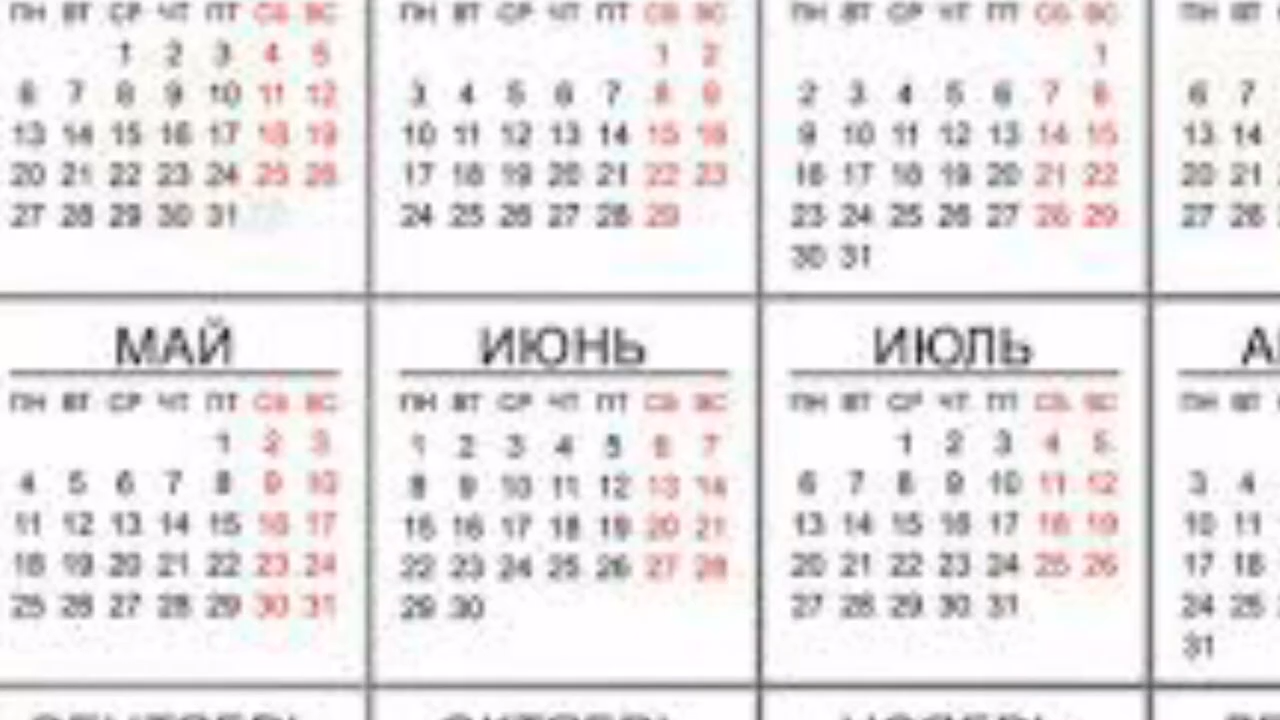 ПН ВТ СР ЧТ ПТ СБ ВС
1 2 3 4 5
6 7 8 9 10 11 12
13 14 15 16 17 18 19
20 21 22 23 24 25 26
27 28 29 30 31
ПН ВТ СР ЧТ ПТ СБ ВС
1 2
3 4 5 6 7 8 9
10 11 12 13 14 15 16
17 18 19 20 21 22 23
24 25 26 27 28 29
ПН ВТ СР ЧТ ПТ СБ ВС
1
2 3 4 5 6 7 8
9 10 11 12 13 14 15
16 17 18 19 20 21 22
23 24 25 26 27 28 29
30 31
ПН ВТ
6 7
13 14
20 21
27 28
МАЙ
ПН ВТ СР ЧТ ПТ СБ ВС
1 2 3
4 5 6 7 8 9 10
11 12 13 14 15 16 17
18 19 20 21 22 23 24
25 26 27 28 29 30 31
ИЮНЬ
ПН ВТ СР ЧТ ПТ СБ ВС
1 2 3 4 5 6 7
8 9 10 11 12 13 14
15 16 17 18 19 20 21
22 23 24 25 26 27 28
29 30
ИЮЛЬ
ПН ВТ СР ЧТ ПТ СБ ВС
1 2 3 4 5
6 7 8 9 10 11 12
13 14 15 16 17 18 19
20 21 22 23 24 25 26
27 28 29 30 31
ПН ВТ
3 4
10 11
17 18
24 25
31